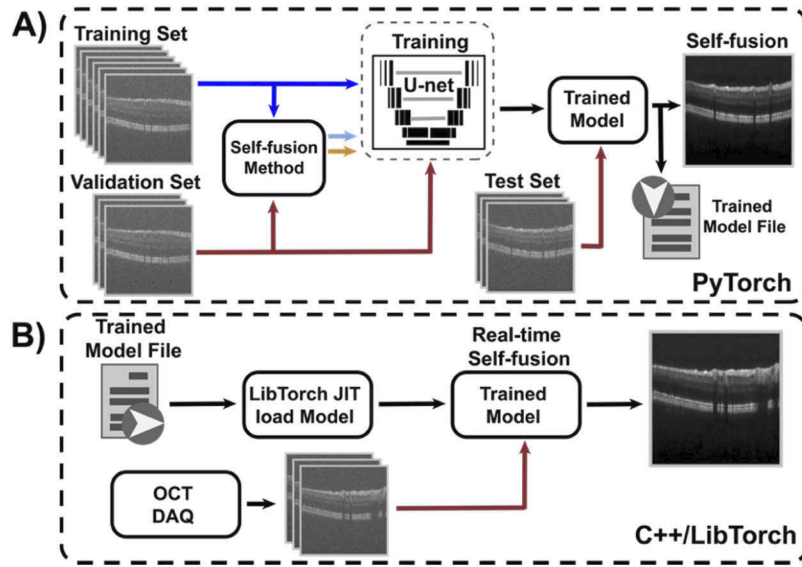 A)
Training Set
Training
U-net
Self-fusion
Trained
Model
Self-fusion
Method
Validation Set
Test Set
Trained
Model File
PyTorch
B)
Trained
Model File
Real-time
Self-fusion
LibTorch JIT
load Model
Trained
Model
OCT
DAQ
C++/LibTorch